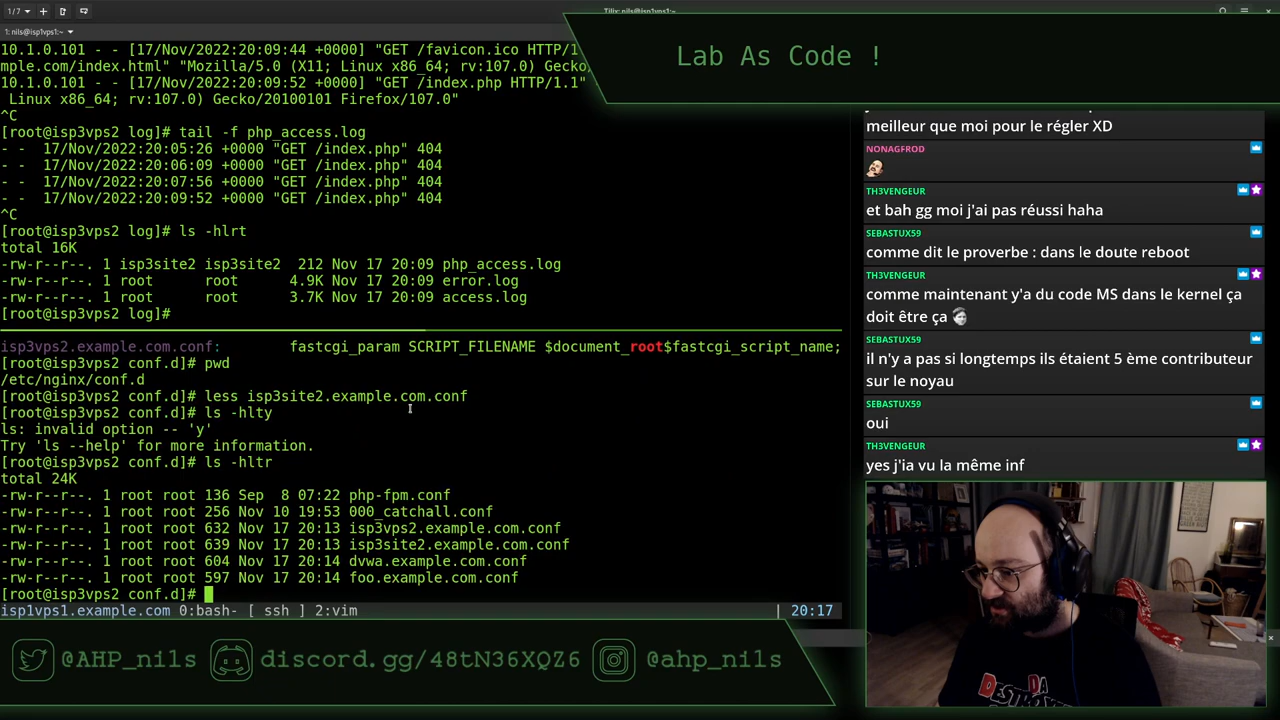 1/7
Tilix: nils@isp1vps1:~
1: nils@isp1vps1:~
10.1.0.101 - - [17/Nov/2022:20:09:44 +0000] "GET /favicon.ico HTTP/1
mple.com/index.html" "Mozilla/5.0 (X11; Linux x86_64; rv:107.0) Gecko
10.1.0.101 - - [17/Nov/2022:20:09:52 +0000] "GET /index.php HTTP/1.1"
Linux x86_64; rv:107.0) Gecko/20100101 Firefox/107.0"
^C
[root@isp3vps2 log]# tail -f php_access.log
- -  17/Nov/2022:20:05:26 +0000 "GET /index.php" 404
- -  17/Nov/2022:20:06:09 +0000 "GET /index.php" 404
- -  17/Nov/2022:20:07:56 +0000 "GET /index.php" 404
- -  17/Nov/2022:20:09:52 +0000 "GET /index.php" 404
^C
[root@isp3vps2 log]# ls -hlrt
total 16K
-rw-r--r--. 1 isp3site2 isp3site2  212 Nov 17 20:09 php_access.log
-rw-r--r--. 1 root      root      4.9K Nov 17 20:09 error.log
-rw-r--r--. 1 root      root      3.7K Nov 17 20:09 access.log
[root@isp3vps2 log]#
isp3vps2.example.com.conf:        fastcgi_param SCRIPT_FILENAME $document_root$fastcgi_script_name;
[root@isp3vps2 conf.d]# pwd
/etc/nginx/conf.d
[root@isp3vps2 conf.d]# less isp3site2.example.com.conf
[root@isp3vps2 conf.d]# ls -hlty
ls: invalid option -- 'y'
Try 'ls --help' for more information.
[root@isp3vps2 conf.d]# ls -hltr
total 24K
-rw-r--r--. 1 root root 136 Sep  8 07:22 php-fpm.conf
-rw-r--r--. 1 root root 256 Nov 10 19:53 000_catchall.conf
-rw-r--r--. 1 root root 632 Nov 17 20:13 isp3vps2.example.com.conf
-rw-r--r--. 1 root root 639 Nov 17 20:13 isp3site2.example.com.conf
-rw-r--r--. 1 root root 604 Nov 17 20:14 dvwa.example.com.conf
-rw-r--r--. 1 root root 597 Nov 17 20:14 foo.example.com.conf
[root@isp3vps2 conf.d]#
isp1vps1.example.com 0:bash- [ ssh ] 2:vim | 20:17
Lab As Code !
meilleur que moi pour le régler XD
NONAGFROD
TH3VENGEUR
et bah gg moi j'ai pas réussi haha
SEBASTUX59
comme dit le proverbe : dans le doute reboot
TH3VENGEUR
comme maintenant y'a du code MS dans le kernel ça
doit être ça
SEBASTUX59
il n'y a pas si longtemps ils étaient 5 ème contributeur
sur le noyau
SEBASTUX59
oui
TH3VENGEUR
yes j'ia vu la même inf
DA
@AHP_nils
discord.gg/48tN36XQZ6
@ahp_nils